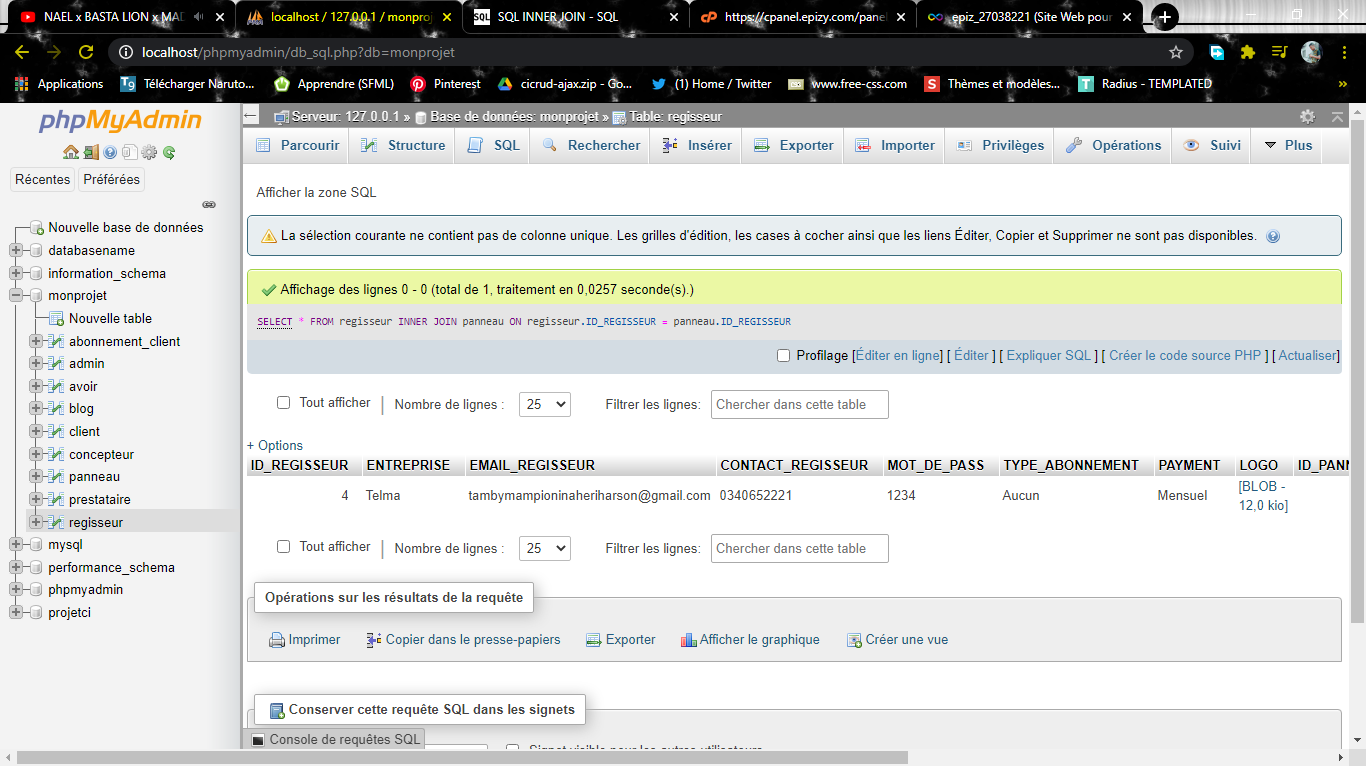 NAEL x BASTA LION x MA
localhost / 127.0.0.1 / monproj
SQL INNER JOIN - SQL
https://cpanel.epizy.com/pane
epiz_27038221 (Site Web pour
localhost/phpmyadmin/db_sql.php?db=monprojet
Applications
Télécharger Naruto...
Apprendre (SFML)
Pinterest
cicrud-ajax.zip - Go...
(1) Home / Twitter
www.free-css.com
Thèmes et modèles...
Radius - TEMPLATED
phpMyAdmin
Récentes
Préférées
Nouvelle base de données
databasename
information_schema
monprojet
Nouvelle table
abonnement_client
admin
avoir
blog
client
concepteur
panneau
prestataire
regisseur
mysql
performance_schema
phpmyadmin
projetci
Serveur: 127.0.0.1 » Base de données: monprojet » Table: regisseur
Parcourir
Structure
SQL
Rechercher
Insérer
Exporter
Importer
Privilèges
Opérations
Suivi
Plus
Afficher la zone SQL
La sélection courante ne contient pas de colonne unique. Les grilles d'édition, les cases à cocher ainsi que les liens Éditer, Copier et Supprimer ne sont pas disponibles.
Affichage des lignes 0 - 0 (total de 1, traitement en 0,0257 seconde(s).)
SELECT * FROM regisseur INNER JOIN panneau ON regisseur.ID_REGISSEUR = panneau.ID_REGISSEUR
Profilage [Éditer en ligne] [ Éditer ] [ Expliquer SQL ] [ Créer le code source PHP ] [ Actualiser]
Tout afficher
Nombre de lignes :
25
Filtrer les lignes:
Chercher dans cette table
+ Options
ID_REGISSEUR ENTREPRISE EMAIL_REGISSEUR CONTACT_REGISSEUR MOT_DE_PASS TYPE_ABONNEMENT PAYMENT LOGO ID_PANN
4 Telma tambymampioninaheriharson@gmail.com 0340652221 1234 Aucun Mensuel [BLOB -
12,0 kio]
Tout afficher
Nombre de lignes :
25
Filtrer les lignes:
Chercher dans cette table
Opérations sur les résultats de la requête
Imprimer
Copier dans le presse-papiers
Exporter
Afficher le graphique
Créer une vue
Conserver cette requête SQL dans les signets
Console de requêtes SQL
Signet visible pour les autres utilisateurs